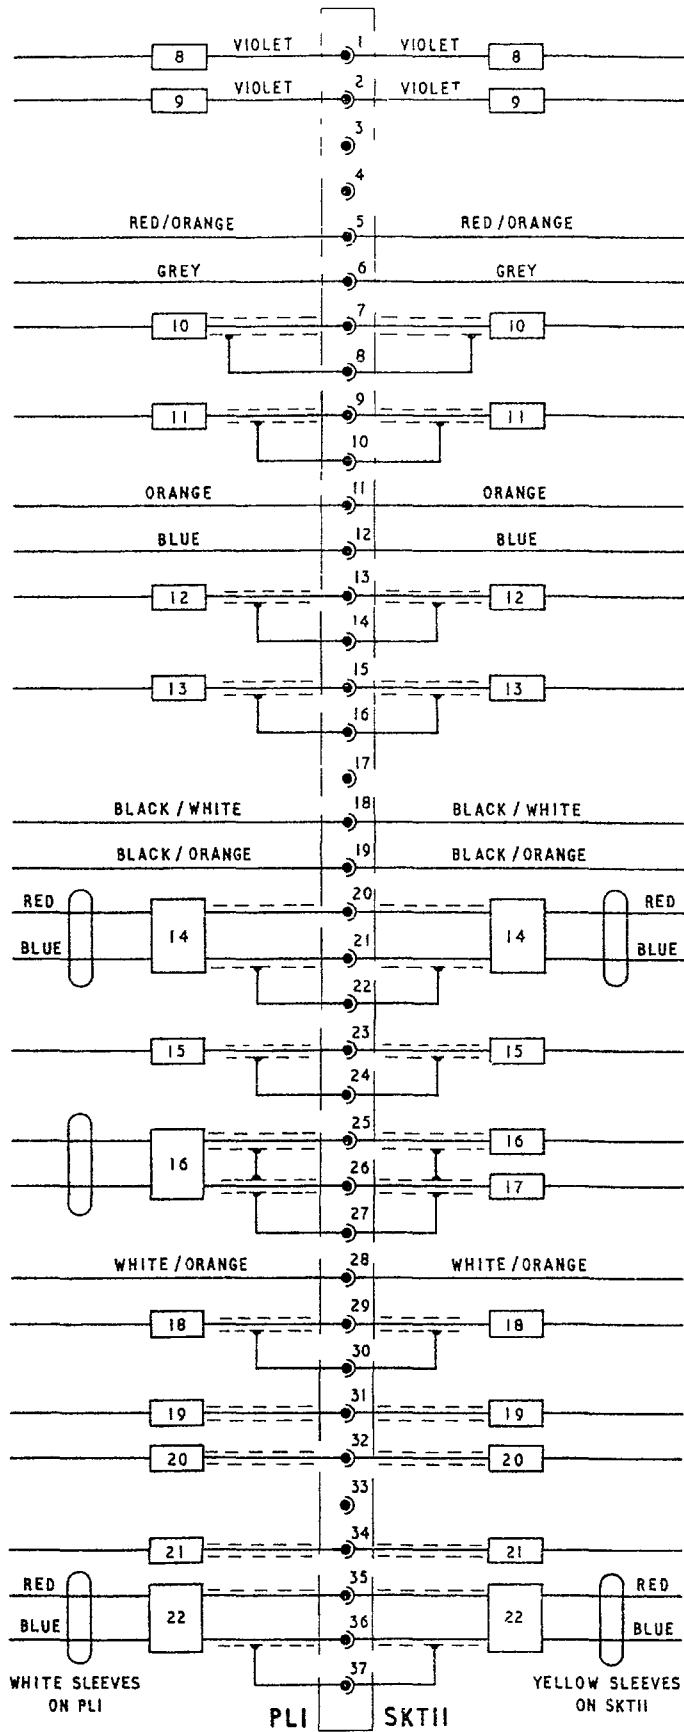 1
8 VIOLET VIOLET 8
2
9 VIOLET VIOLET 9
3
4
RED/ORANGE 5 RED/ORANGE
GREY 6 GREY
7
10 10
8
9
11 11
10
ORANGE 11 ORANGE
BLUE 12 BLUE
13
12 12
14
15
13 13
16
17
BLACK/WHITE 18 BLACK/WHITE
BLACK/ORANGE 19 BLACK/ORANGE
RED 20 RED
14 14
BLUE 21 BLUE
22
23
15 15
24
25
16 16
26
17
27
WHITE/ORANGE 28 WHITE/ORANGE
29
18 18
30
31
19 19
32
20 20
33
34
21 21
RED 35 RED
22 22
BLUE 36 BLUE
37
WHITE SLEEVES
ON PL1
YELLOW SLEEVES
ON SKT11
PL1 SKT11